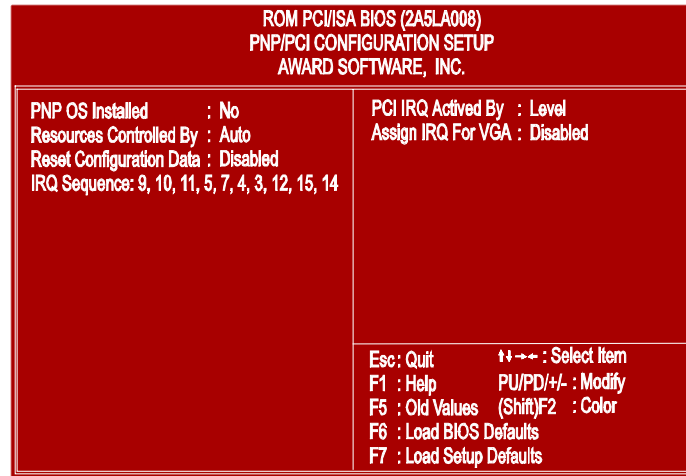 ROM PCI/ISA BIOS (2A5LA008)
PNP/PCI CONFIGURATION SETUP
AWARD SOFTWARE, INC.
PNP OS Installed : No
Resources Controlled By : Auto
Reset Configuration Data : Disabled
IRQ Sequence: 9, 10, 11, 5, 7, 4, 3, 12, 15, 14
PCI IRQ Actived By : Level
Assign IRQ For VGA : Disabled
Esc : Quit ↑↓→← : Select Item
F1 : Help PU/PD/+/- : Modify
F5 : Old Values (Shift)F2 : Color
F6 : Load BIOS Defaults
F7 : Load Setup Defaults